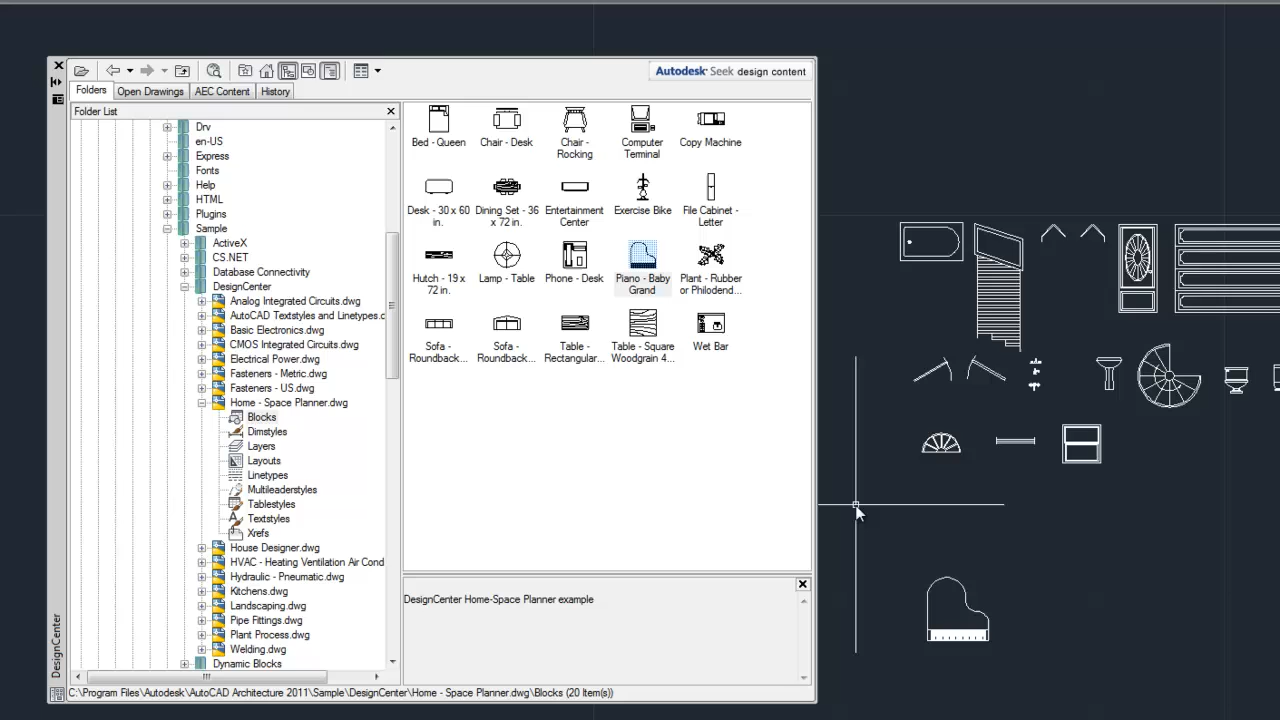 Autodesk® Seek design content
Folders
Open Drawings
AEC Content
History
Folder List
Drv
en-US
Express
Fonts
Help
HTML
Plugins
Sample
ActiveX
CS.NET
Database Connectivity
DesignCenter
Analog Integrated Circuits.dwg
AutoCAD Textstyles and Linetypes.c
Basic Electronics.dwg
CMOS Integrated Circuits.dwg
Electrical Power.dwg
Fasteners - Metric.dwg
Fasteners - US.dwg
Home - Space Planner.dwg
Blocks
Dimstyles
Layers
Layouts
Linetypes
Multileaderstyles
Tablestyles
Textstyles
Xrefs
House Designer.dwg
HVAC - Heating Ventilation Air Cond
Hydraulic - Pneumatic.dwg
Kitchens.dwg
Landscaping.dwg
Pipe Fittings.dwg
Plant Process.dwg
Welding.dwg
Dynamic Blocks
Bed - Queen
Chair - Desk
Chair -
Rocking
Computer
Terminal
Copy Machine
Desk - 30 x 60
in.
Dining Set - 36
x 72 in.
Entertainment
Center
Exercise Bike
File Cabinet -
Letter
Hutch - 19 x
72 in.
Lamp - Table
Phone - Desk
Piano - Baby
Grand
Plant - Rubber
or Philodend...
Sofa -
Roundback...
Sofa -
Roundback...
Table -
Rectangular...
Table - Square
Woodgrain 4...
Wet Bar
DesignCenter Home-Space Planner example
DesignCenter
C:\Program Files\Autodesk\AutoCAD Architecture 2011\Sample\DesignCenter\Home - Space Planner.dwg\Blocks (20 Item(s))